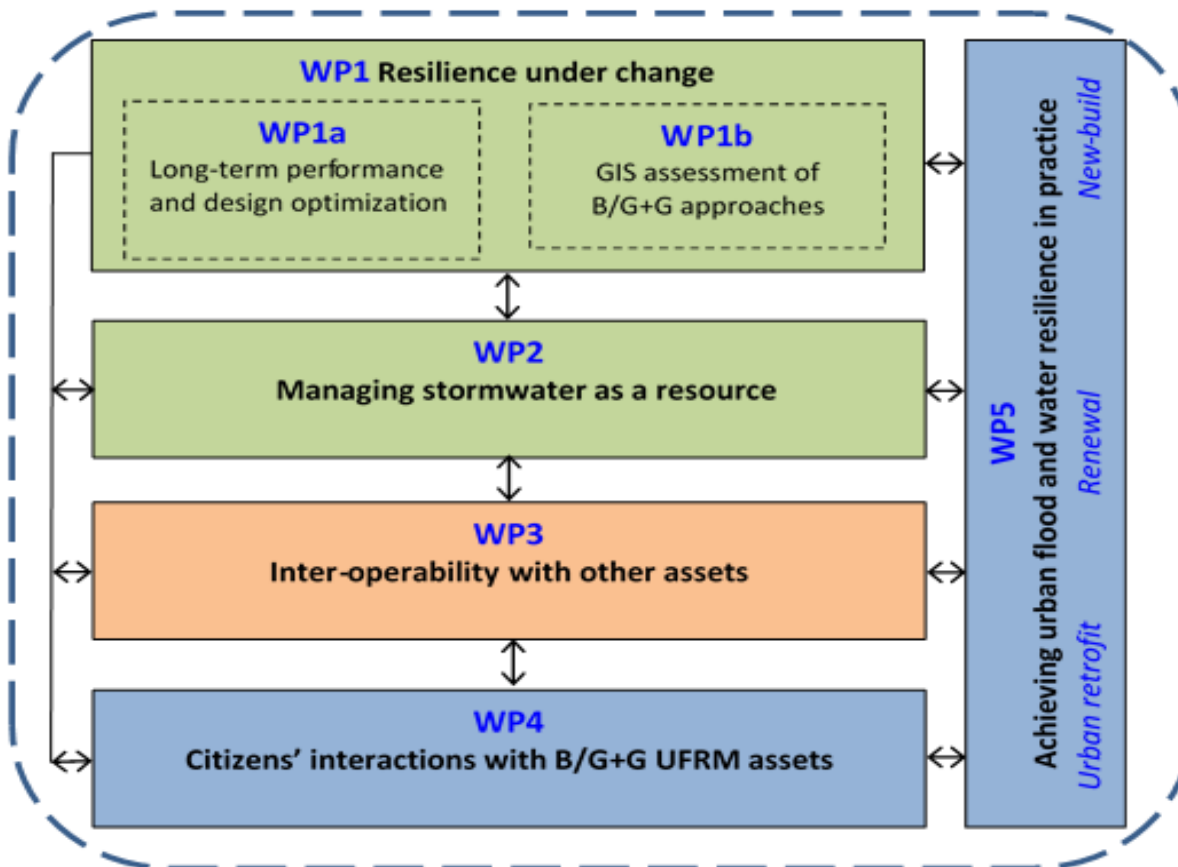 WP1 Resilience under change
WP1a
Long-term performance
and design optimization
WP1b
GIS assessment of
B/G+G approaches
WP2
Managing stormwater as a resource
WP3
Inter-operability with other assets
WP4
Citizens’ interactions with B/G+G UFRM assets
WP5
Achieving urban flood and water resilience in practice
Urban retrofit
Renewal
New-build